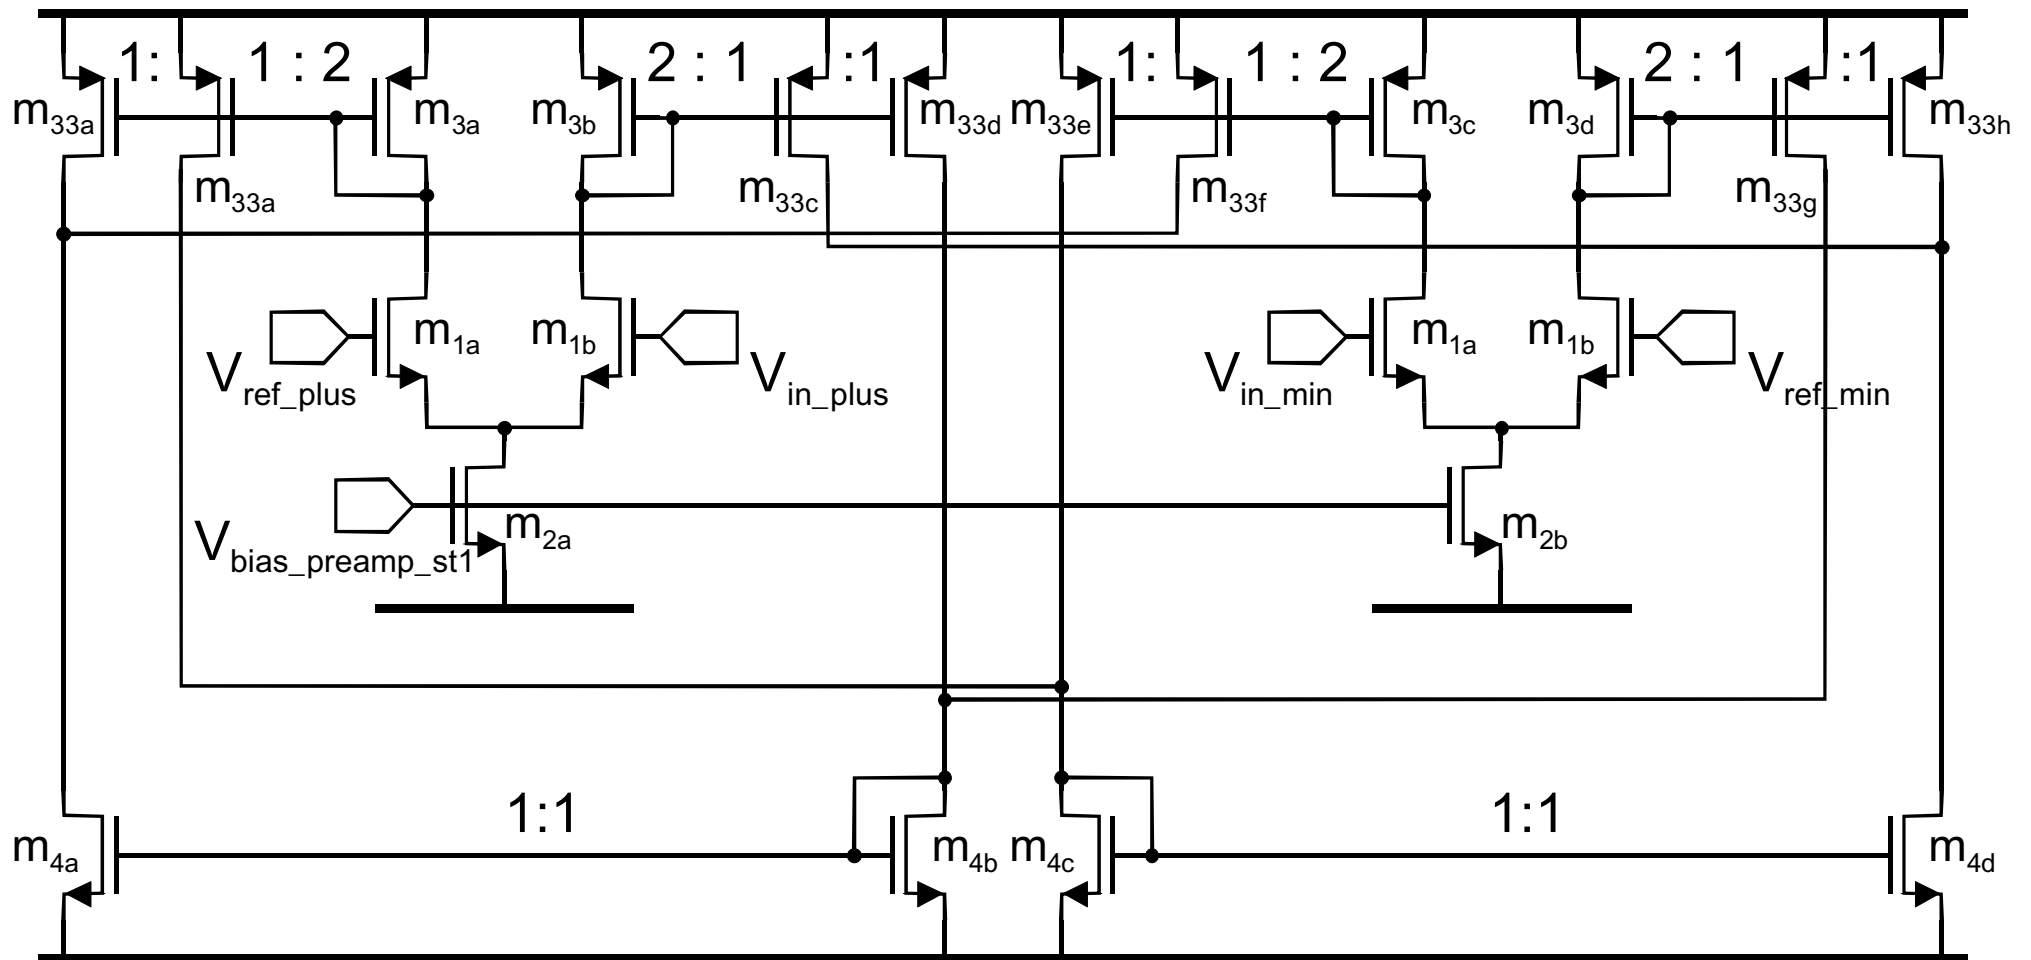 1: 1 : 2 2 : 1 :1 1: 1 : 2 2 : 1 :1
m33a m3a m3b m33d m33e m3c m3d m33h
m33a m33c m33f m33g
m1a m1b m1a m1b
Vref_plus Vin_plus Vin_min Vref_min
m2a m2b
Vbias_preamp_st1
1:1 1:1
m4a m4b m4c m4d